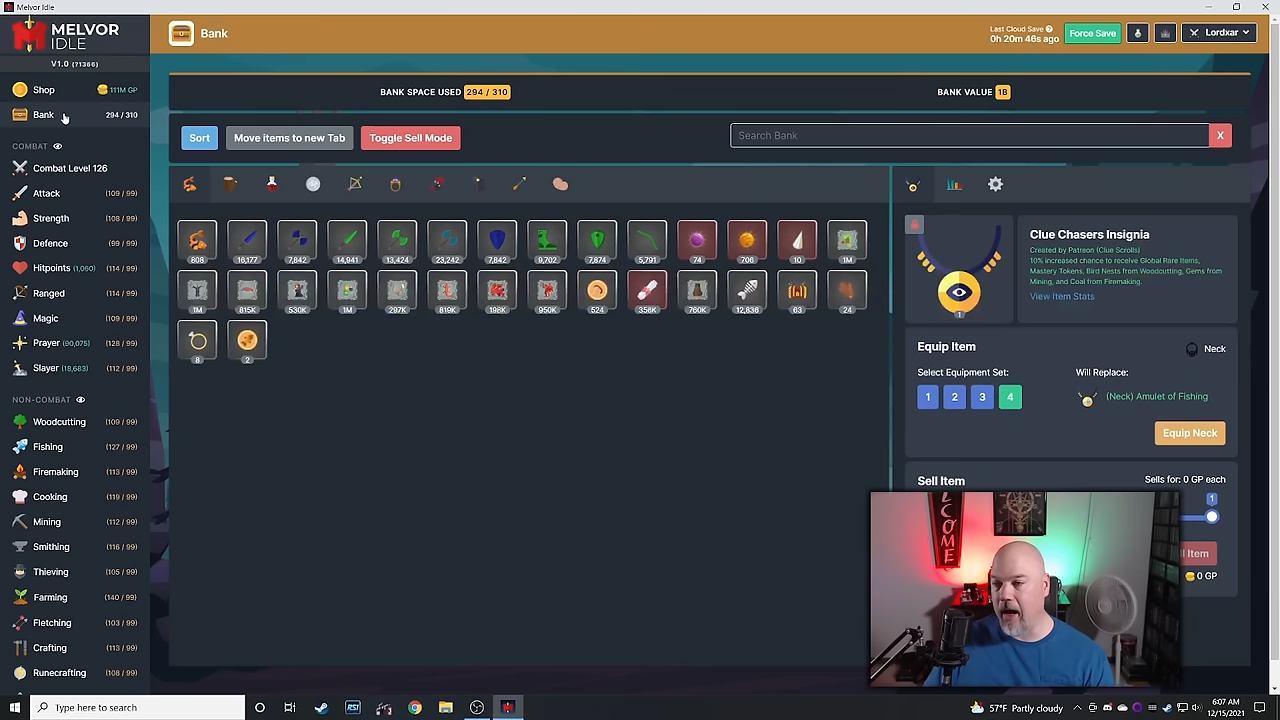 Melvor Idle
MELVOR
IDLE
V1.0 (?1366)
Shop 111M GP
Bank 294 / 310
COMBAT
Combat Level 126
Attack (109 / 99)
Strength (108 / 99)
Defence (99 / 99)
Hitpoints (1,060) (114 / 99)
Ranged (114 / 99)
Magic (109 / 99)
Prayer (90,075) (128 / 99)
Slayer (18,683) (112 / 99)
NON-COMBAT
Woodcutting (109 / 99)
Fishing (127 / 99)
Firemaking (113 / 99)
Cooking (119 / 99)
Mining (112 / 99)
Smithing (116 / 99)
Thieving (105 / 99)
Farming (140 / 99)
Fletching (103 / 99)
Crafting (113 / 99)
Runecrafting (108 / 99)
Bank
Last Cloud Save
0h 20m 46s ago
Force Save
Lordxar
BANK SPACE USED 294 / 310
BANK VALUE 1B
Sort
Move items to new Tab
Toggle Sell Mode
Search Bank
X
808 16,177 7,842 14,941 13,424 23,242 7,842 9,702 7,874 5,791 74 706 10 1M
1M 815K 530K 1M 297K 819K 198K 950K 524 356K 760K 12,836 63 24
8 2
1
Clue Chasers Insignia
Created by Patreon (Clue Scrolls)
10% increased chance to receive Global Rare Items,
Mastery Tokens, Bird Nests from Woodcutting, Gems from
Mining, and Coal from Firemaking.
View Item Stats
Equip Item
Neck
Select Equipment Set:
Will Replace:
1 2 3 4
(Neck) Amulet of Fishing
Equip Neck
Sell Item
Sells for: 0 GP each
1
Item
0 GP
LCOME
Type here to search
RSI
57°F Partly cloudy
6:07 AM
12/15/2021